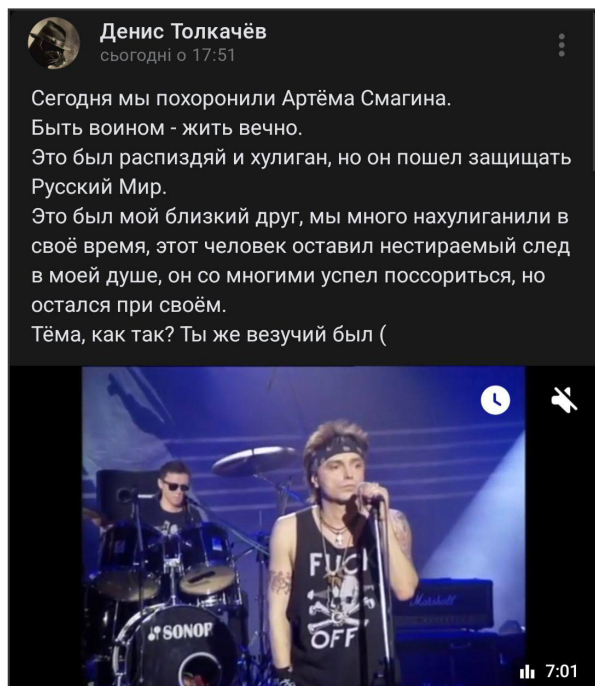 Денис Толкачёв
сьогодні о 17:51
Сегодня мы похоронили Артёма Смагина.
Быть воином - жить вечно.
Это был распиздяй и хулиган, но он пошел защищать
Русский Мир.
Это был мой близкий друг, мы много нахулиганили в
своё время, этот человек оставил нестираемый след
в моей душе, он со многими успел поссориться, но
остался при своём.
Тёма, как так? Ты же везучий был (
FUCK
OFF
Marshall
SONOR
7:01